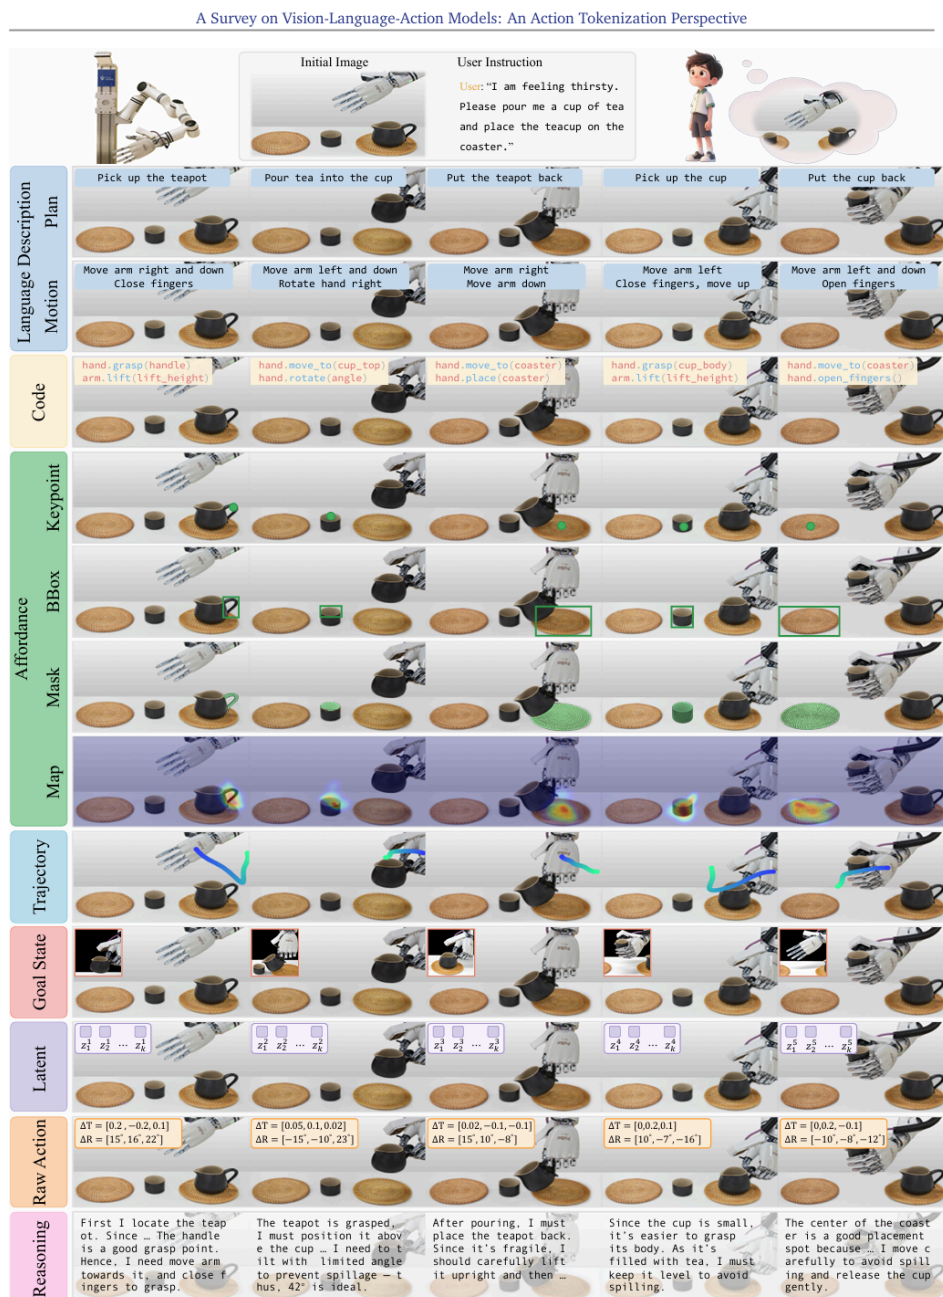 A Survey on Vision-Language-Action Models: An Action Tokenization Perspective
Initial Image
User Instruction
User: “I am feeling thirsty.
Please pour me a cup of tea
and place the teacup on the
coaster.”
Language Description
Plan
Pick up the teapot
Pour tea into the cup
Put the teapot back
Pick up the cup
Put the cup back
Motion
Move arm right and down
Close fingers
Move arm left and down
Rotate hand right
Move arm right
Move arm down
Move arm left
Close fingers, move up
Move arm left and down
Open fingers
Code
hand.grasp(handle)
arm.lift(lift_height)
hand.move_to(cup_top)
hand.rotate(angle)
hand.move_to(coaster)
hand.place(coaster)
hand.grasp(cup_body)
arm.lift(lift_height)
hand.move_to(coaster)
hand.open_fingers()
Affordance
Keypoint
BBox
Mask
Map
Trajectory
Goal State
Latent
z₁¹ z₂¹ ⋯ zₖ¹
z₁² z₂² ⋯ zₖ²
z₁³ z₂³ ⋯ zₖ³
z₁⁴ z₂⁴ ⋯ zₖ⁴
z₁⁵ z₂⁵ ⋯ zₖ⁵
Raw Action
ΔT = [0.2, −0.2, 0.1]
ΔR = [15°, 16°, 22°]
ΔT = [0.05, 0.1, 0.02]
ΔR = [−15°, −10°, 23°]
ΔT = [0.02, −0.1, −0.1]
ΔR = [15°, 10°, −8°]
ΔT = [0,0.2,0.1]
ΔR = [10°, −7°, −16°]
ΔT = [0,0.2, −0.1]
ΔR = [−10°, −8°, −12°]
Reasoning
First I locate the teap
ot. Since … The handle
is a good grasp point.
Hence, I need move arm
towards it, and close f
ingers to grasp.
The teapot is grasped,
I must position it abov
e the cup … I need to t
ilt with limited angle
to prevent spillage — t
hus, 42° is ideal.
After pouring, I must
place the teapot back.
Since it's fragile, I
should carefully lift
it upright and then …
Since the cup is small,
it's easier to grasp
its body. As it's
filled with tea, I must
keep it level to avoid
spilling.
The center of the coast
er is a good placement
spot because … I move c
arefully to avoid spill
ing and release the cup
gently.